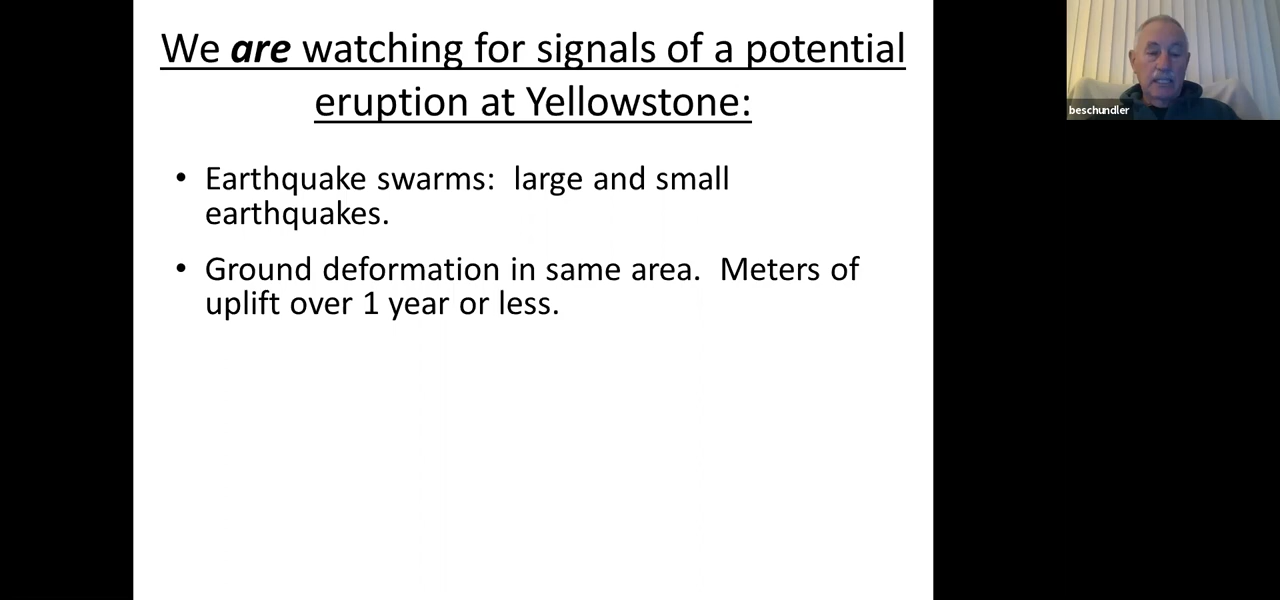 We are watching for signals of a potential
eruption at Yellowstone:
• Earthquake swarms:  large and small
earthquakes.
• Ground deformation in same area.  Meters of
uplift over 1 year or less.
beschundler